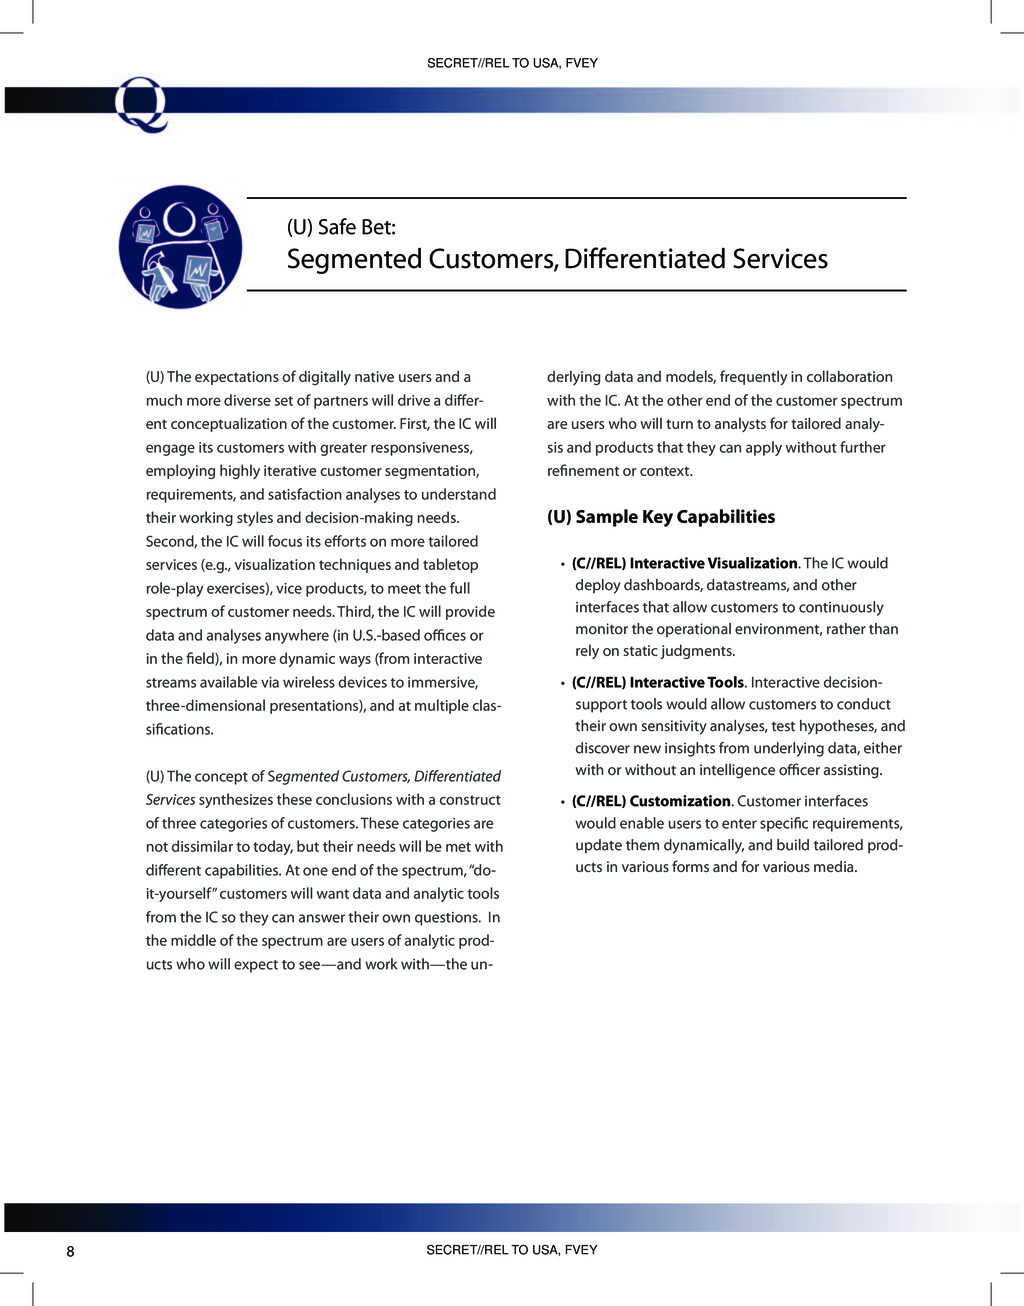 SECRET//REL TO USA, FVEY
Q
(U) Safe Bet:
Segmented Customers, Differentiated Services
(U) The expectations of digitally native users and a
much more diverse set of partners will drive a differ-
ent conceptualization of the customer. First, the IC will
engage its customers with greater responsiveness,
employing highly iterative customer segmentation,
requirements, and satisfaction analyses to understand
their working styles and decision-making needs.
Second, the IC will focus its efforts on more tailored
services (e.g., visualization techniques and tabletop
role-play exercises), vice products, to meet the full
spectrum of customer needs. Third, the IC will provide
data and analyses anywhere (in U.S.-based offices or
in the field), in more dynamic ways (from interactive
streams available via wireless devices to immersive,
three-dimensional presentations), and at multiple clas-
sifications.
(U) The concept of Segmented Customers, Differentiated
Services synthesizes these conclusions with a construct
of three categories of customers. These categories are
not dissimilar to today, but their needs will be met with
different capabilities. At one end of the spectrum, “do-
it-yourself” customers will want data and analytic tools
from the IC so they can answer their own questions.  In
the middle of the spectrum are users of analytic prod-
ucts who will expect to see—and work with—the un-
derlying data and models, frequently in collaboration
with the IC. At the other end of the customer spectrum
are users who will turn to analysts for tailored analy-
sis and products that they can apply without further
refinement or context.
(U) Sample Key Capabilities
• (C//REL) Interactive Visualization. The IC would
deploy dashboards, datastreams, and other
interfaces that allow customers to continuously
monitor the operational environment, rather than
rely on static judgments.
• (C//REL) Interactive Tools. Interactive decision-
support tools would allow customers to conduct
their own sensitivity analyses, test hypotheses, and
discover new insights from underlying data, either
with or without an intelligence officer assisting.
• (C//REL) Customization. Customer interfaces
would enable users to enter specific requirements,
update them dynamically, and build tailored prod-
ucts in various forms and for various media.
8
SECRET//REL TO USA, FVEY